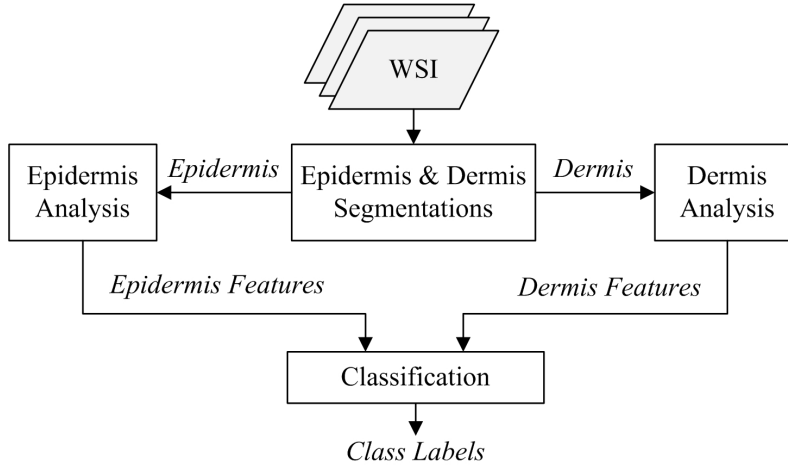 WSI
Epidermis
Analysis
Epidermis
Epidermis & Dermis
Segmentations
Dermis
Dermis
Analysis
Epidermis Features
Dermis Features
Classification
Class Labels